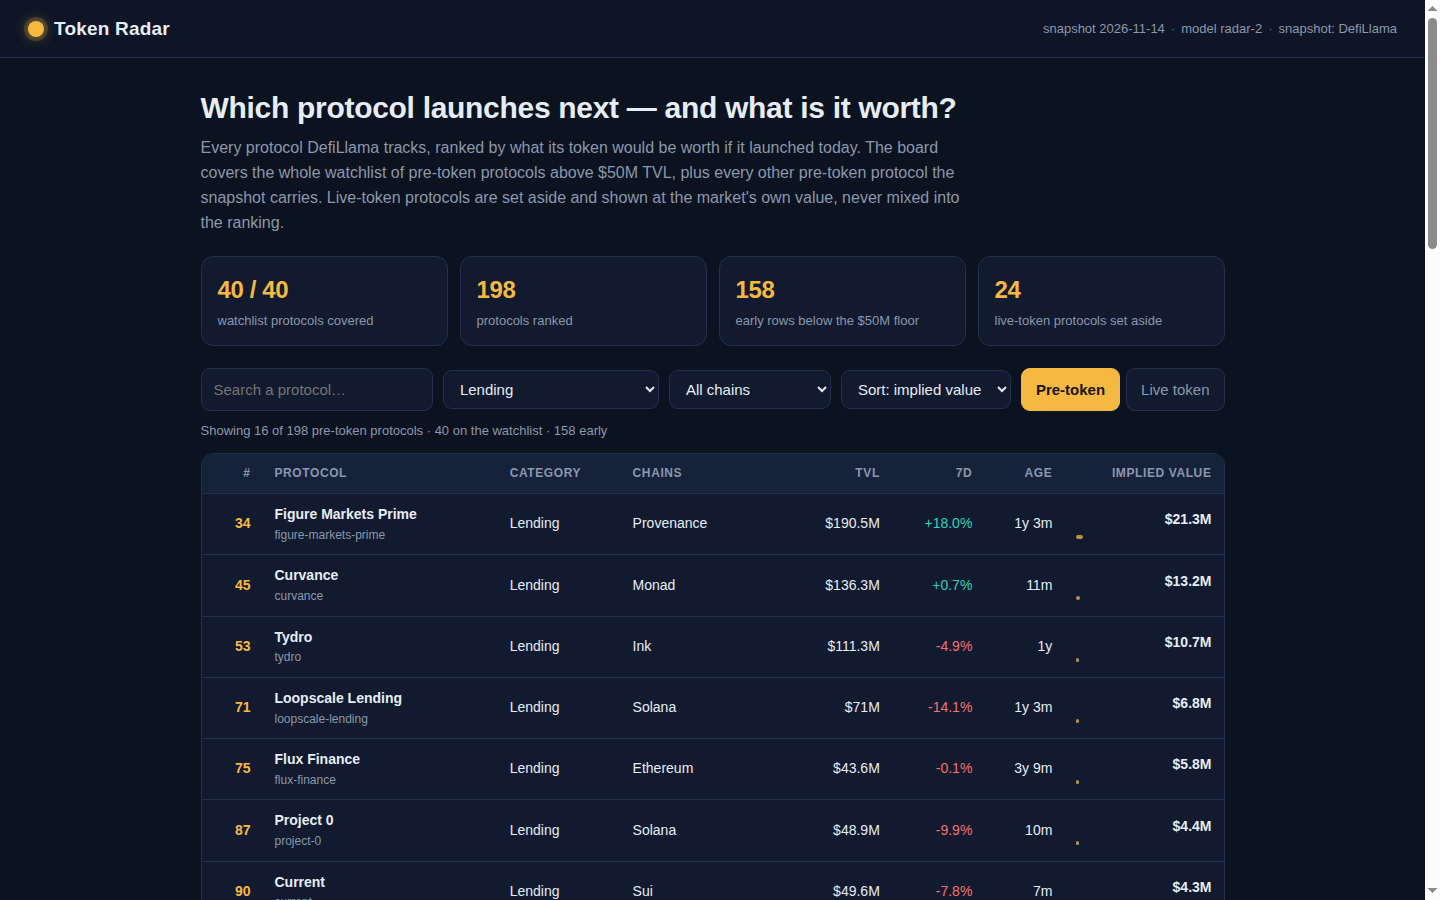 Token Radar
snapshot 2026-11-14 · model radar-2 · snapshot: DefiLlama
Which protocol launches next — and what is it worth?
Every protocol DefiLlama tracks, ranked by what its token would be worth if it launched today. The board
covers the whole watchlist of pre-token protocols above $50M TVL, plus every other pre-token protocol the
snapshot carries. Live-token protocols are set aside and shown at the market's own value, never mixed into
the ranking.
40 / 40
watchlist protocols covered
198
protocols ranked
158
early rows below the $50M floor
24
live-token protocols set aside
Search a protocol…
Lending
All chains
Sort: implied value
Pre-token
Live token
Showing 16 of 198 pre-token protocols · 40 on the watchlist · 158 early
# PROTOCOL CATEGORY CHAINS TVL 7D AGE IMPLIED VALUE
34 Figure Markets Prime Lending Provenance $190.5M +18.0% 1y 3m $21.3M
figure-markets-prime
45 Curvance Lending Monad $136.3M +0.7% 11m $13.2M
curvance
53 Tydro Lending Ink $111.3M -4.9% 1y $10.7M
tydro
71 Loopscale Lending Lending Solana $71M -14.1% 1y 3m $6.8M
loopscale-lending
75 Flux Finance Lending Ethereum $43.6M -0.1% 3y 9m $5.8M
flux-finance
87 Project 0 Lending Solana $48.9M -9.9% 10m $4.4M
project-0
90 Current Lending Sui $49.6M -7.8% 7m $4.3M